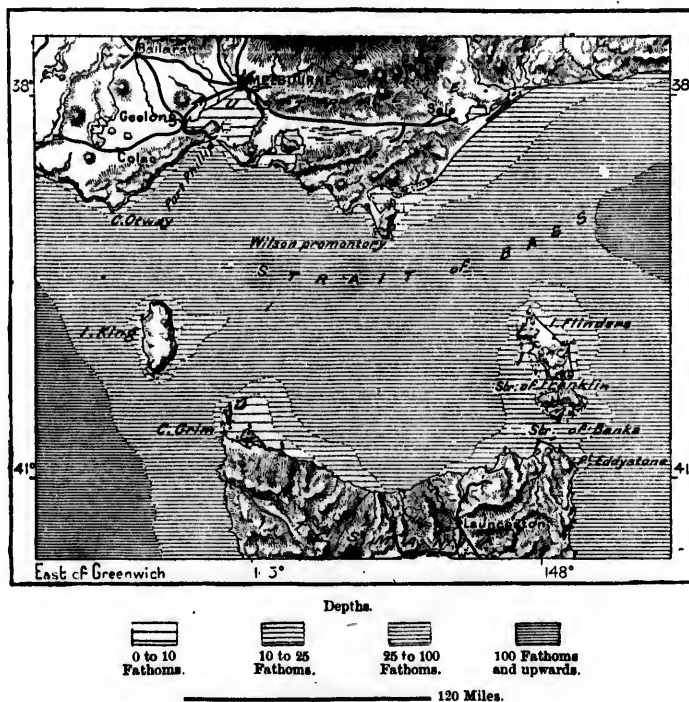 Ballarat
MELBOURNE
38°
38°
Geelong
Sale
Colac
Port Phillip
C. Otway
Wilson promontory
STRAIT of BASS
I. King
I. Flinders
Str. of Franklin
C. Grim
Str. of Banks
Pt. Eddystone
41°
41
Launceston
East of Greenwich
148°
Depths.
0 to 10
Fathoms.
10 to 25
Fathoms.
25 to 100
Fathoms.
100 Fathoms
and upwards.
120 Miles.